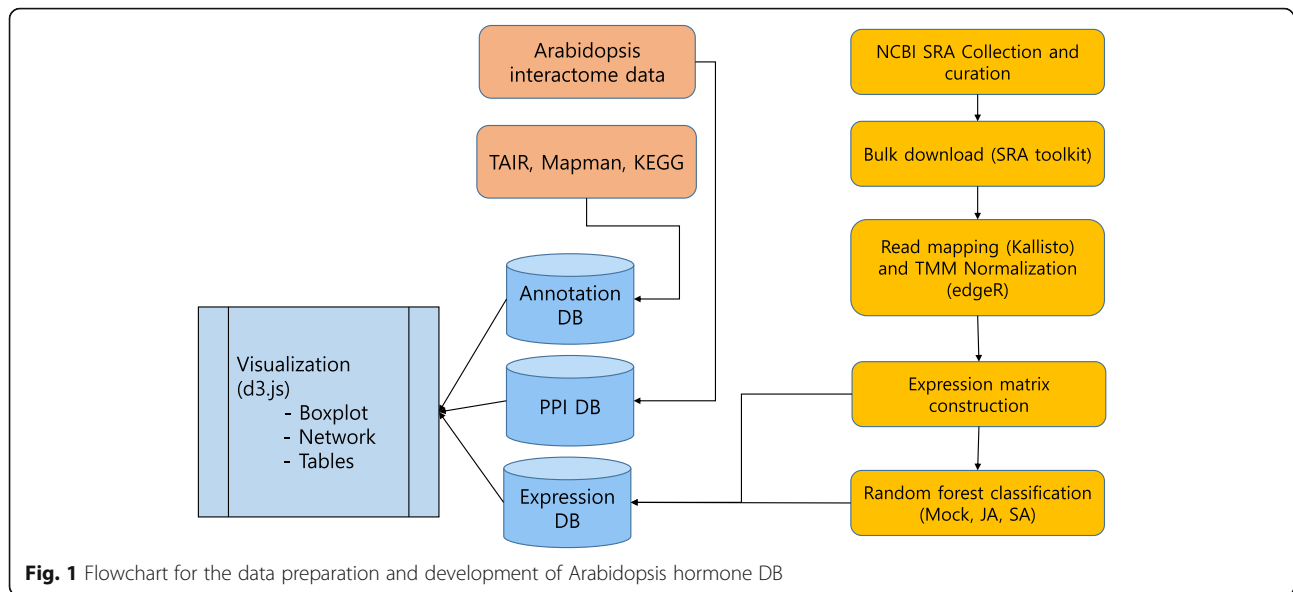 Arabidopsis
interactome data
TAIR, Mapman, KEGG
NCBI SRA Collection and
curation
Bulk download (SRA toolkit)
Read mapping (Kallisto)
and TMM Normalization
(edgeR)
Expression matrix
construction
Random forest classification
(Mock, JA, SA)
Annotation
DB
PPI DB
Expression
DB
Visualization
(d3.js)
- Boxplot
- Network
- Tables
Fig. 1 Flowchart for the data preparation and development of Arabidopsis hormone DB